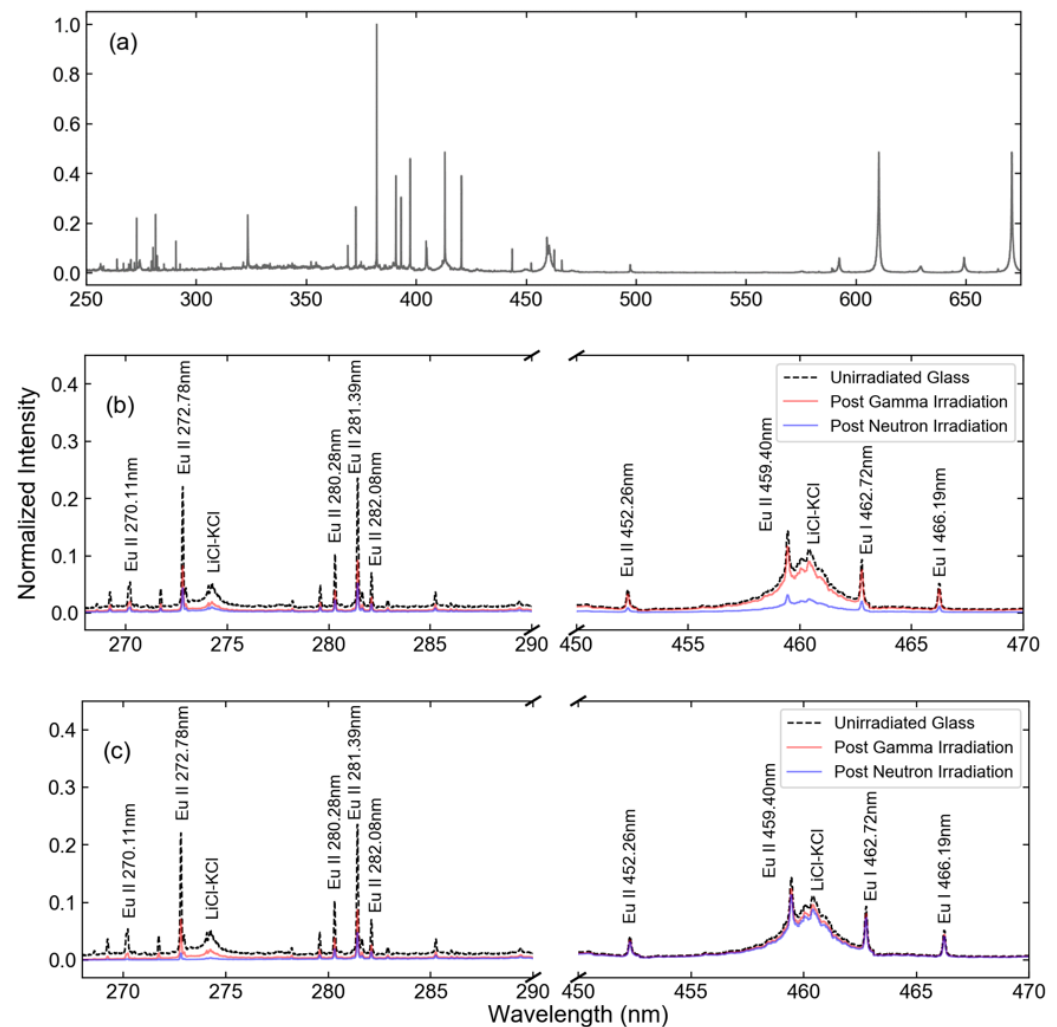 Normalized Intensity
(a)
1.0
0.8
0.6
0.4
0.2
0.0
250 300 350 400 450 500 550 600 650
(b)
0.4
0.3
0.2
0.1
0.0
Eu II 270.11nm
Eu II 272.78nm
LiCl-KCl
Eu II 280.28nm
Eu II 281.39nm
Eu II 282.08nm
Eu II 452.26nm
Eu II 459.40nm
LiCl-KCl
Eu I 462.72nm
Eu I 466.19nm
Unirradiated Glass
Post Gamma Irradiation
Post Neutron Irradiation
270 275 280 285 290 450 455 460 465 470
(c)
0.4
0.3
0.2
0.1
0.0
Eu II 270.11nm
Eu II 272.78nm
LiCl-KCl
Eu II 280.28nm
Eu II 281.39nm
Eu II 282.08nm
Eu II 452.26nm
Eu II 459.40nm
LiCl-KCl
Eu I 462.72nm
Eu I 466.19nm
Unirradiated Glass
Post Gamma Irradiation
Post Neutron Irradiation
270 275 280 285 290 450 455 460 465 470
Wavelength (nm)